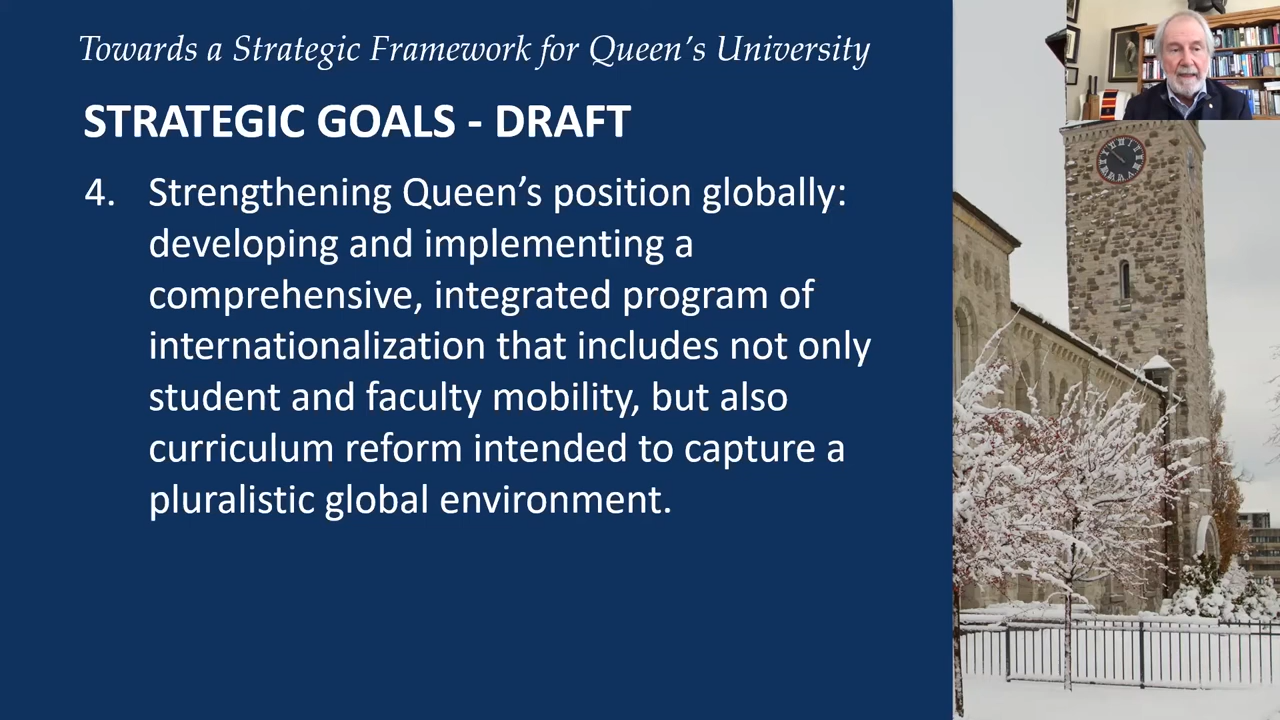 Towards a Strategic Framework for Queen's University
STRATEGIC GOALS - DRAFT
4. Strengthening Queen's position globally:
developing and implementing a
comprehensive, integrated program of
internationalization that includes not only
student and faculty mobility, but also
curriculum reform intended to capture a
pluralistic global environment.